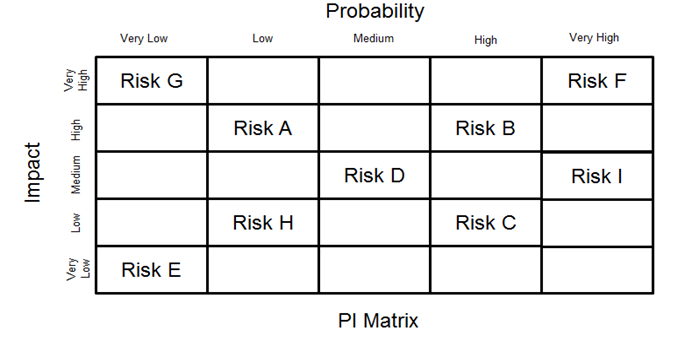 Probability
Very Low Low Medium High Very High
Impact
Very High
Risk G Risk F
High
Risk A Risk B
Medium
Risk D Risk I
Low
Risk H Risk C
Very Low
Risk E
PI Matrix